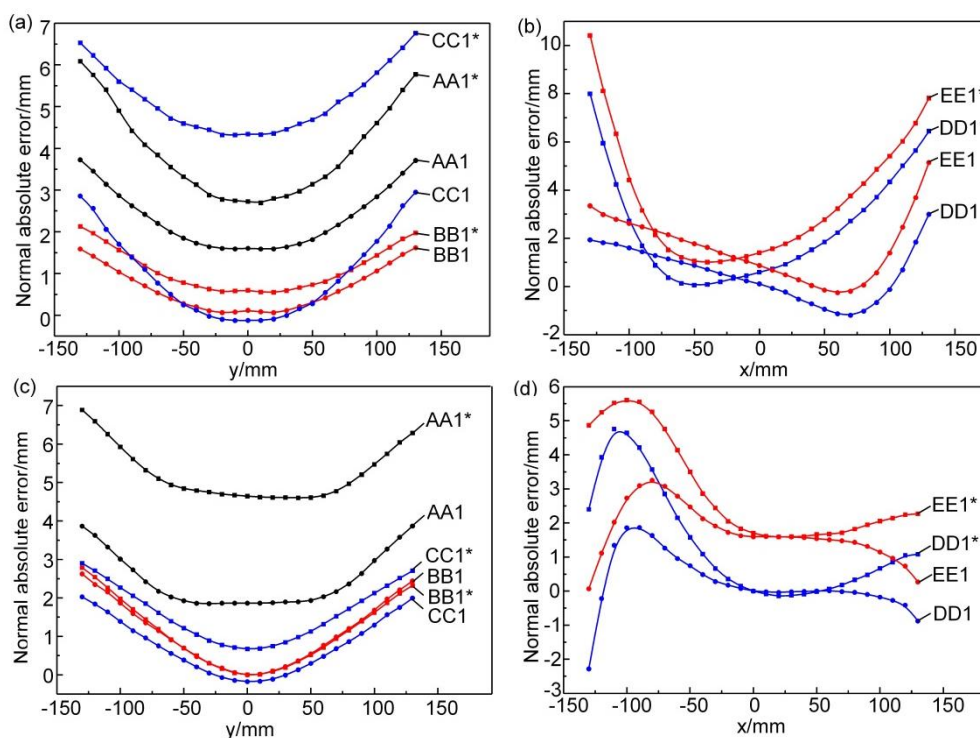 (a)
7
6
5
4
3
2
1
0
Normal absolute error/mm
-150 -100 -50 0 50 100 150
y/mm
CC1*
AA1*
AA1
CC1
BB1*
BB1
(b)
10
8
6
4
2
0
-2
Normal absolute error/mm
-150 -100 -50 0 50 100 150
x/mm
EE1*
DD1
EE1
DD1
(c)
7
6
5
4
3
2
1
0
Normal absolute error/mm
-150 -100 -50 0 50 100 150
y/mm
AA1*
AA1
CC1*
BB1
BB1*
CC1
(d)
6
5
4
3
2
1
0
-1
-2
-3
Normal absolute error/mm
-150 -100 -50 0 50 100 150
x/mm
EE1*
DD1*
EE1
DD1